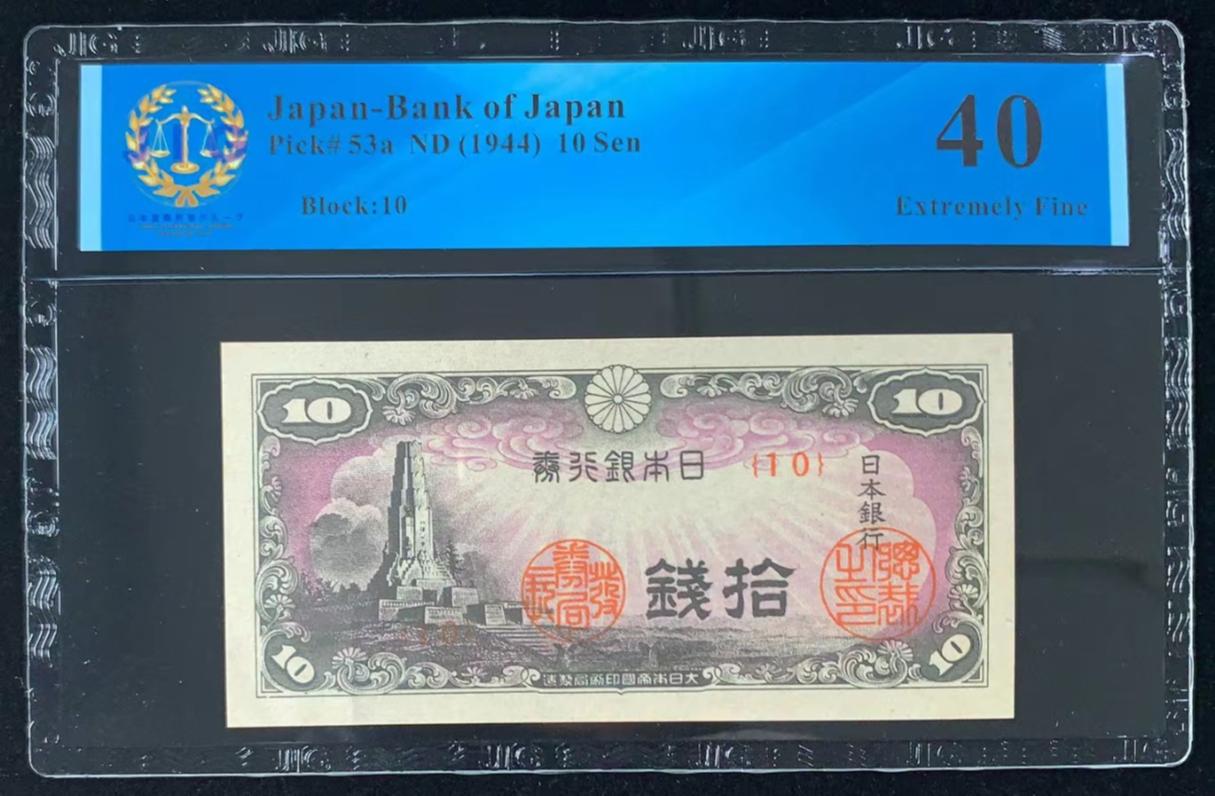 Japan-Bank of Japan
Pick# 53a ND (1944) 10 Sen
Block:10
40
Extremely Fine
JIC
10
10
券行銀本日
{10}
日本銀行
拾錢
10
10
造製局刷印國帝本日大